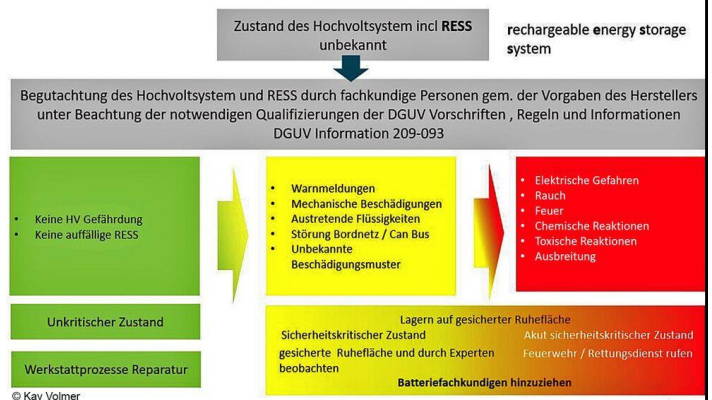 Zustand des Hochvoltsystem incl RESS
unbekannt
rechargeable energy storage
system
Begutachtung des Hochvoltsystem und RESS durch fachkundige Personen gem. der Vorgaben des Herstellers
unter Beachtung der notwendigen Qualifizierungen der DGUV Vorschriften , Regeln und Informationen
DGUV Information 209-093
• Keine HV Gefährdung
• Keine auffällige RESS
• Warnmeldungen
• Mechanische Beschädigungen
• Austretende Flüssigkeiten
• Störung Bordnetz / Can Bus
• Unbekannte
Beschädigungsmuster
• Elektrische Gefahren
• Rauch
• Feuer
• Chemische Reaktionen
• Toxische Reaktionen
• Ausbreitung
Unkritischer Zustand
Werkstattprozesse Reparatur
Lagern auf gesicherter Ruhefläche
Sicherheitskritischer Zustand
gesicherte Ruhefläche und durch Experten
beobachten
Akut sicherheitskritischer Zustand
Feuerwehr / Rettungsdienst rufen
Batteriefachkundigen hinzuziehen
© Kay Volmer